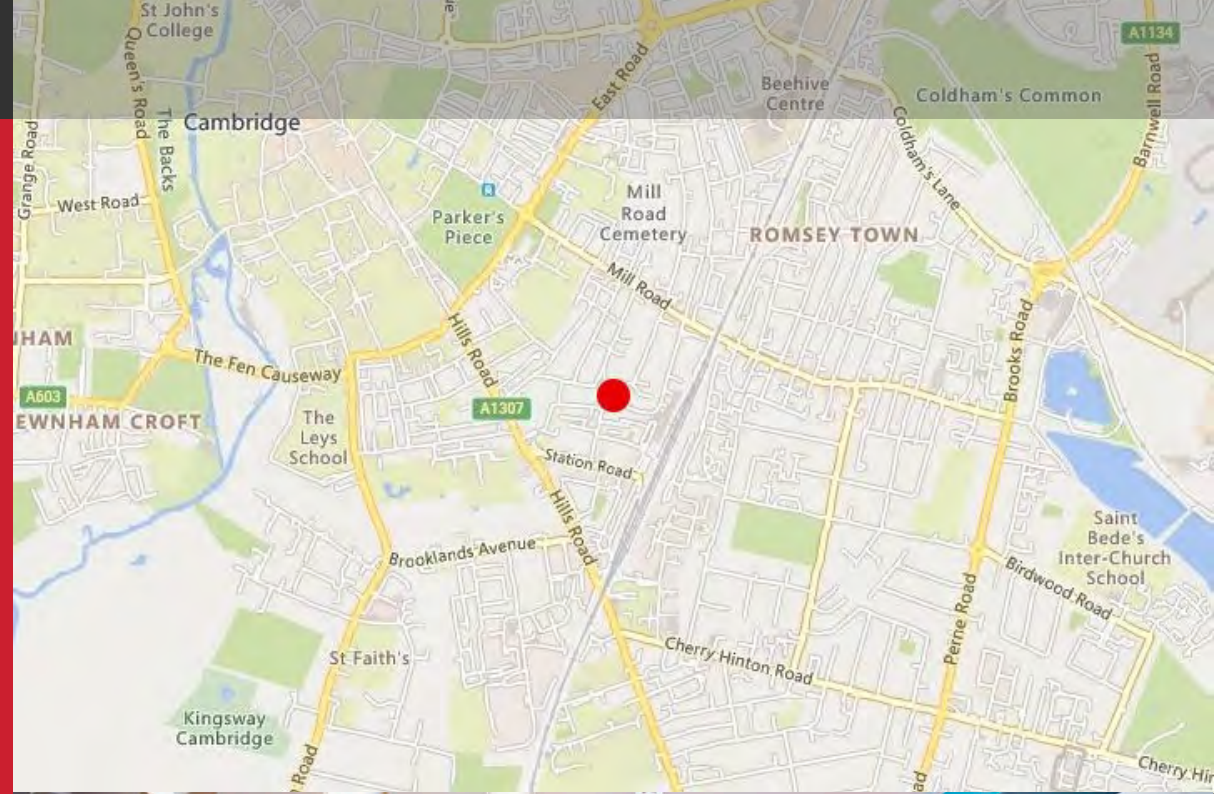 St John's
College
A1134
Queen's Road
East Road
Beehive
Centre
Coldham's Common
Barnwell Road
The Backs
Cambridge
Coldham's Lane
Grange Road
West Road
Parker's
Piece
Mill
Road
Cemetery
ROMSEY TOWN
Mill Road
Hills Road
Brooks Road
The Fen Causeway
A603
A1307
EWNHAM CROFT
The
Leys
School
Station Road
Hills Road
Saint
Bede's
Inter-Church
School
Brooklands Avenue
Birdwood Road
Perne Road
Cherry Hinton Road
St Faith's
Kingsway
Cambridge
Road
Cherry Hin